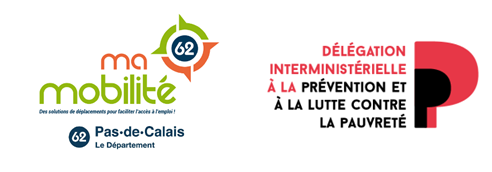 ma
62
mobilité
Des solutions de déplacements pour faciliter l'accès à l'emploi !
62 Pas-de-Calais
Le Département
DÉLÉGATION
INTERMINISTÉRIELLE
À LA PRÉVENTION ET
À LA LUTTE CONTRE
LA PAUVRETÉ